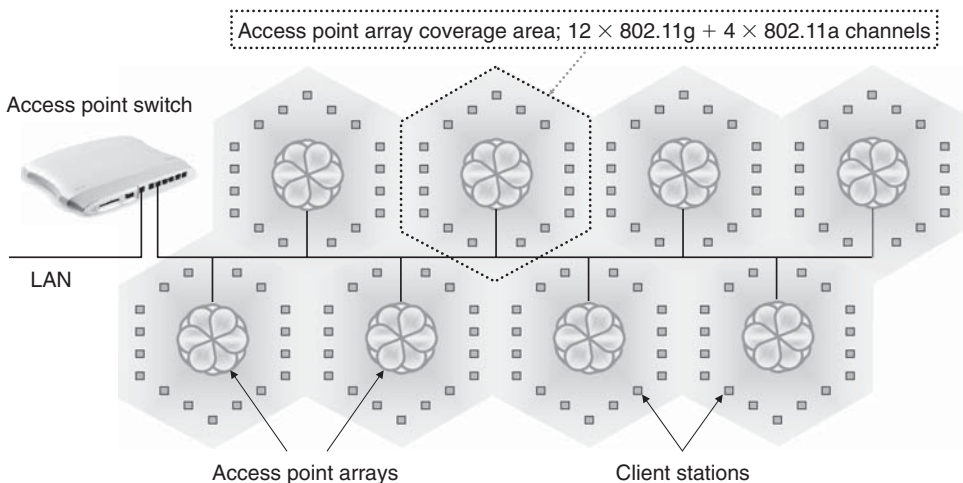 Access point array coverage area; 12 × 802.11g + 4 × 802.11a channels
Access point switch
LAN
Access point arrays
Client stations